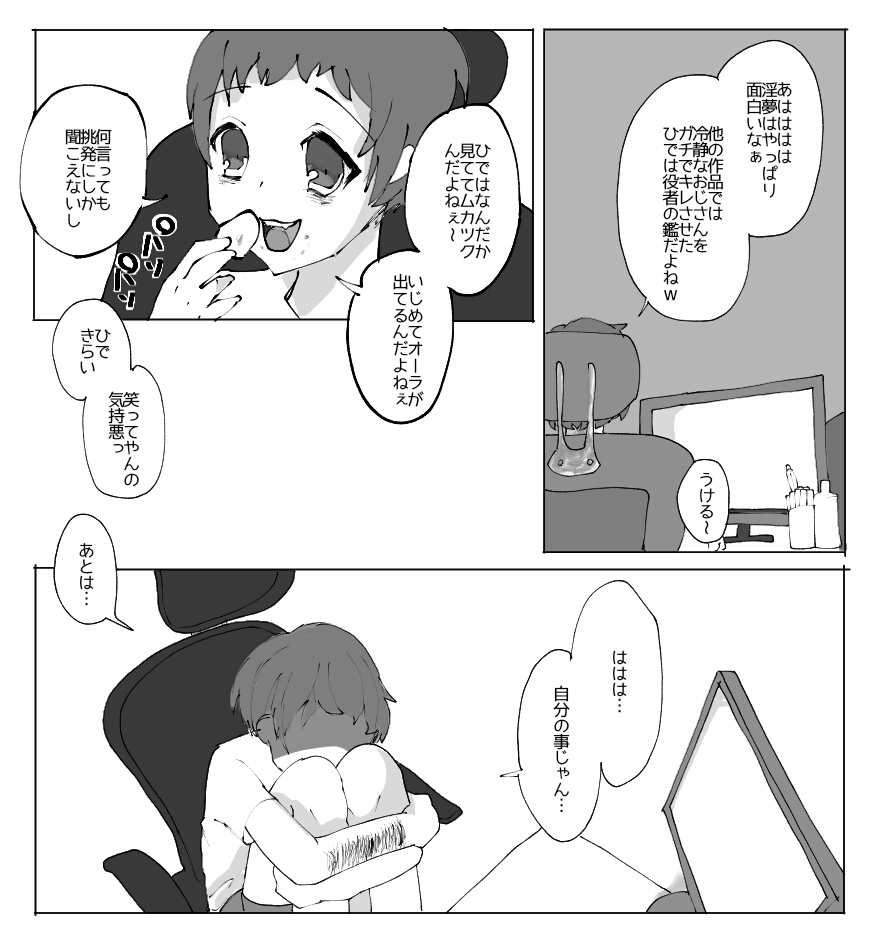 あはははは
淫夢はやっぱり
面白いなぁ
他の作品では
冷静なおじさんを
ガチでキレさせた
ひでは役者の鑑だよねw
うける~
ひではなんだか
見ててムカツク
んだよねぇ~
いじめてオーラが
出てるんだよねぇ
何言っても
挑発にしか
聞こえないし
パソ
パソ
ひで
きらい
笑ってやんの
気持悪っ
あとは…
ははは…
自分の事じゃん…